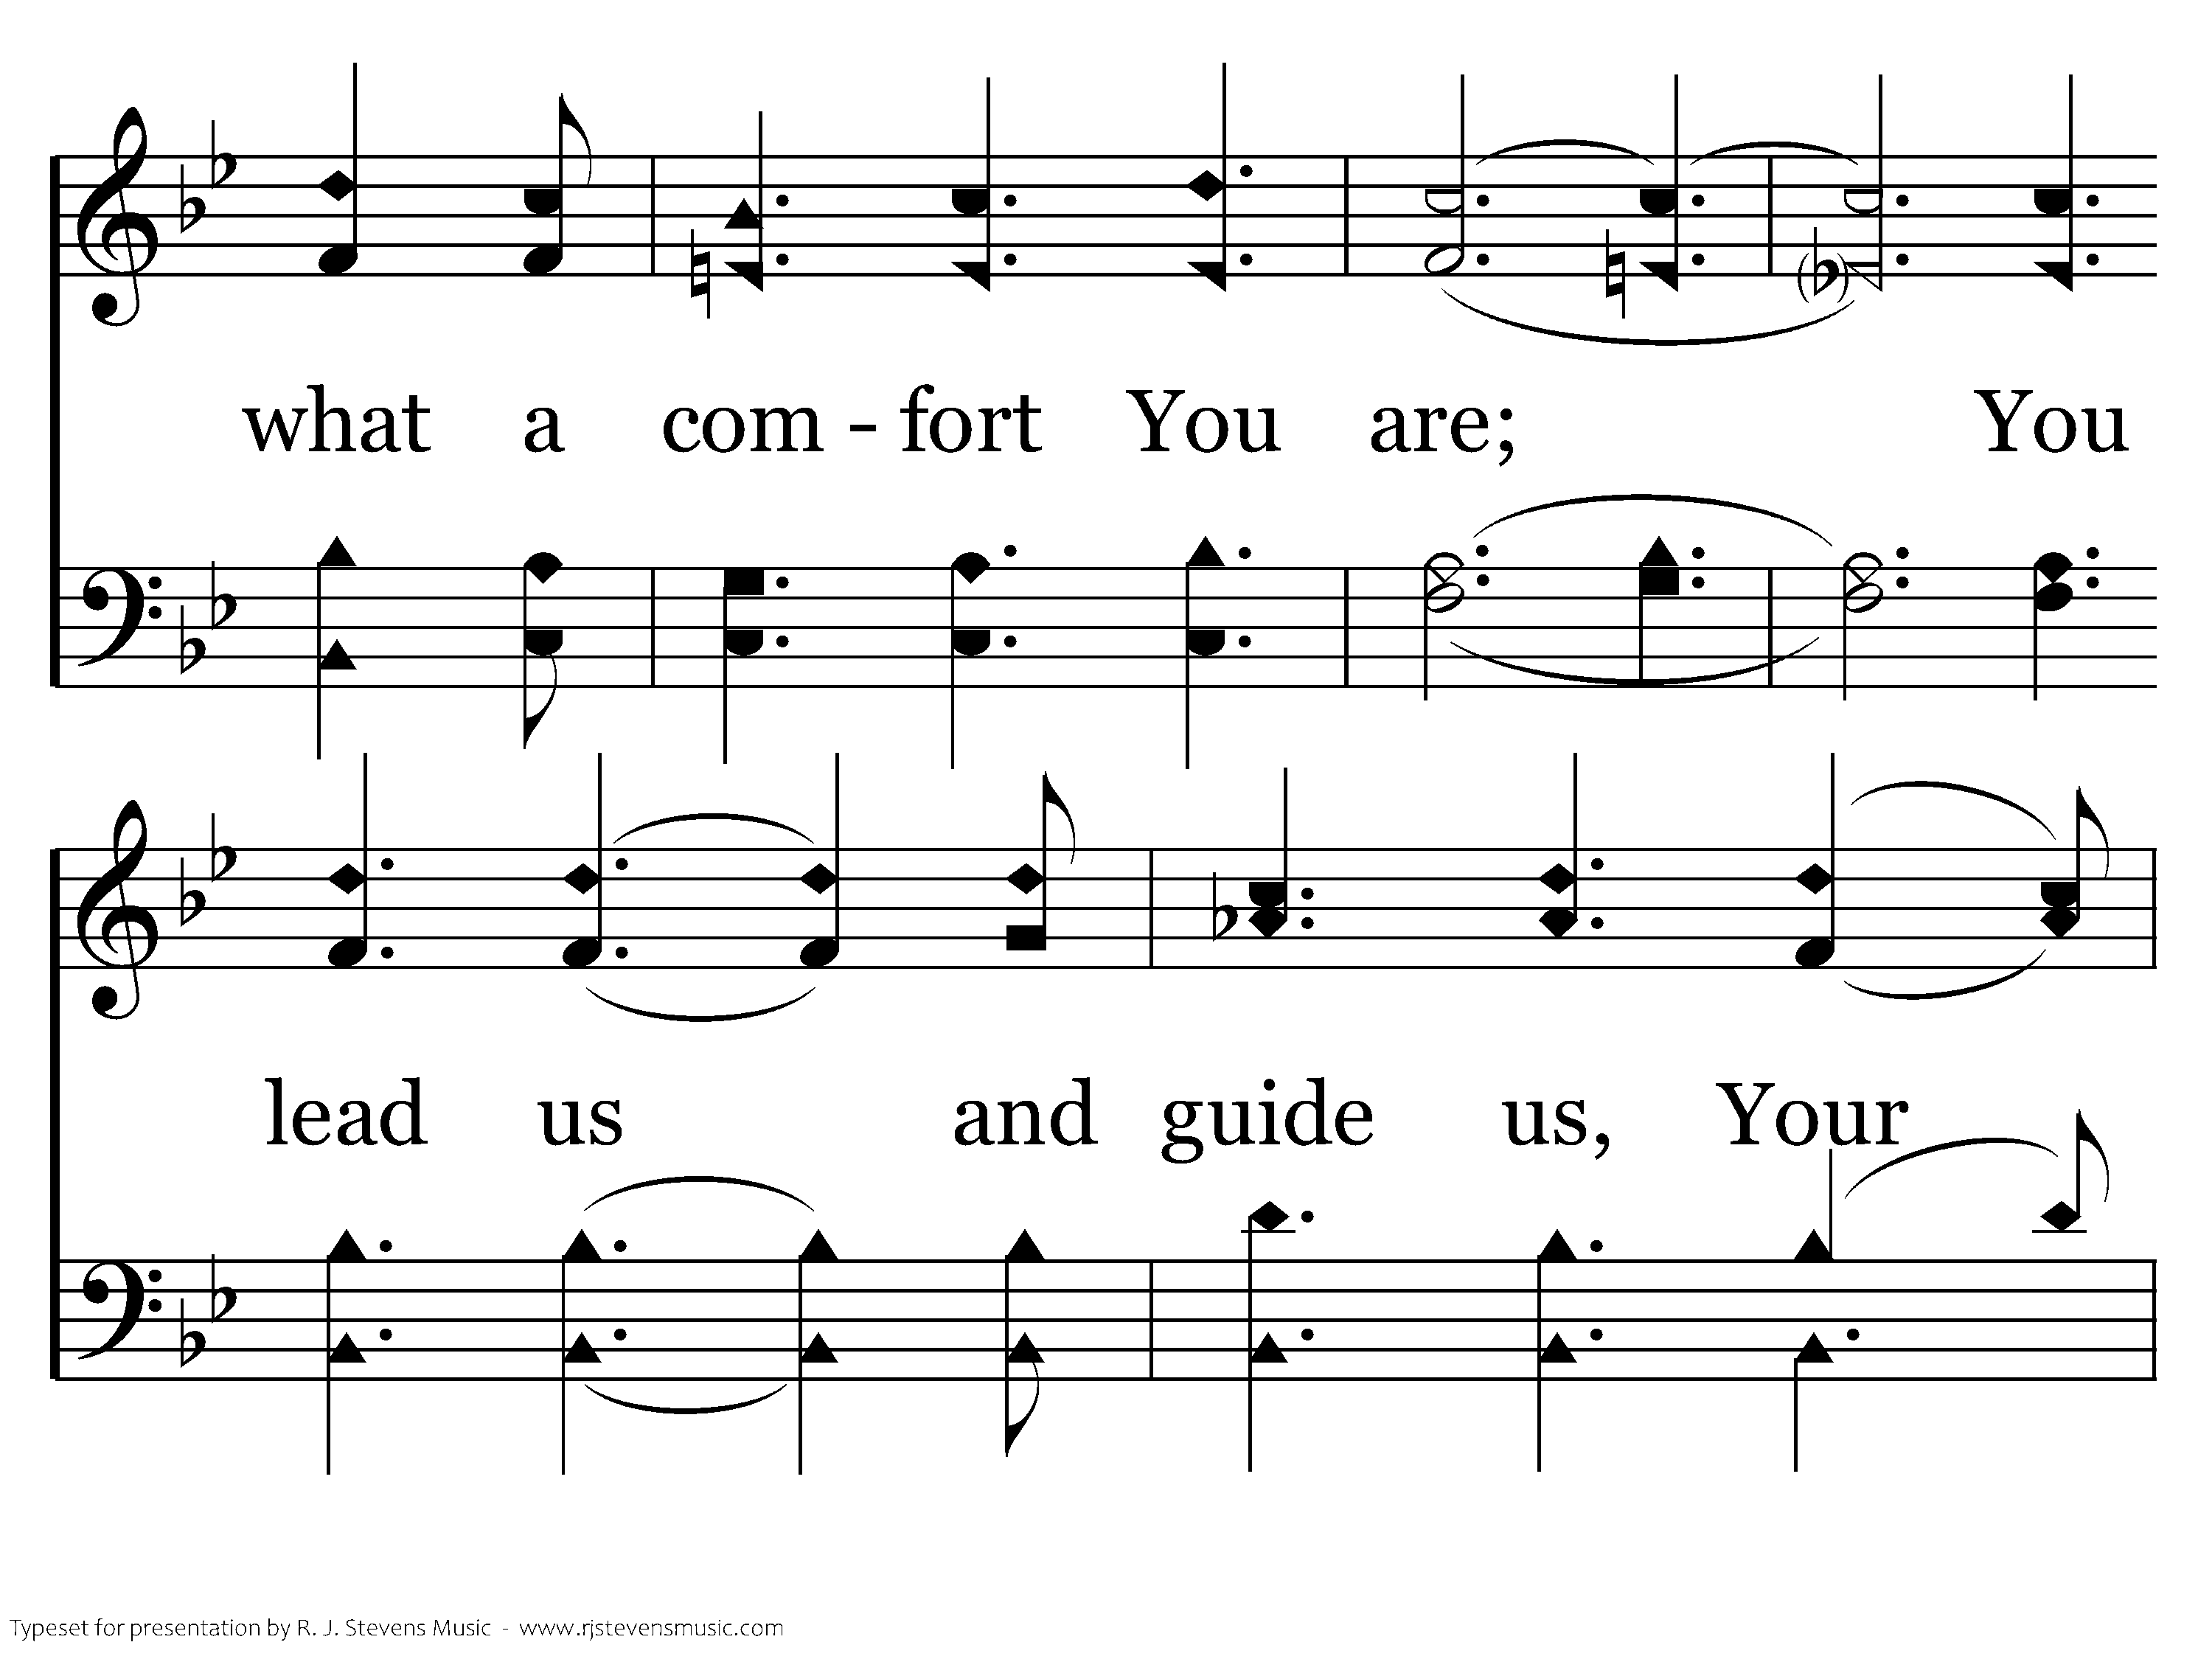 what a com - fort You are; You
lead us and guide us, Your
Typeset for presentation by R. J. Stevens Music - www.rjstevensmusic.com